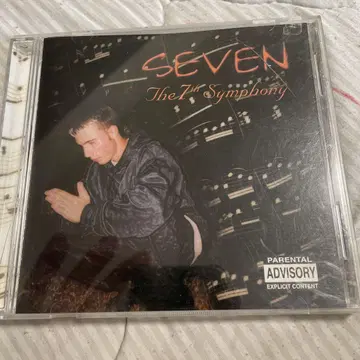 SEVEN
The 7th Symphony
PARENTAL
ADVISORY
EXPLICIT CONTENT